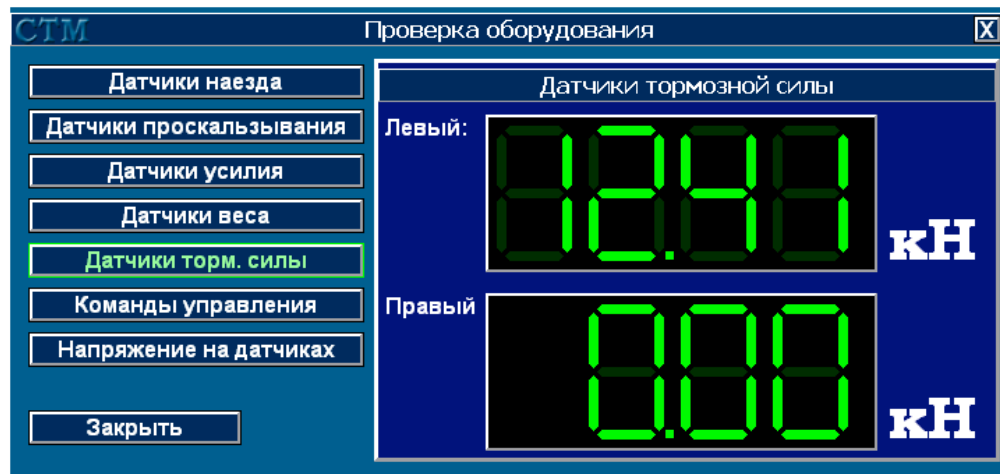 СТМ Проверка оборудования X
Датчики наезда
Датчики проскальзывания
Датчики усилия
Датчики веса
Датчики торм. силы
Команды управления
Напряжение на датчиках
Закрыть
Датчики тормозной силы
Левый: 12.41 кН
Правый 0.00 кН